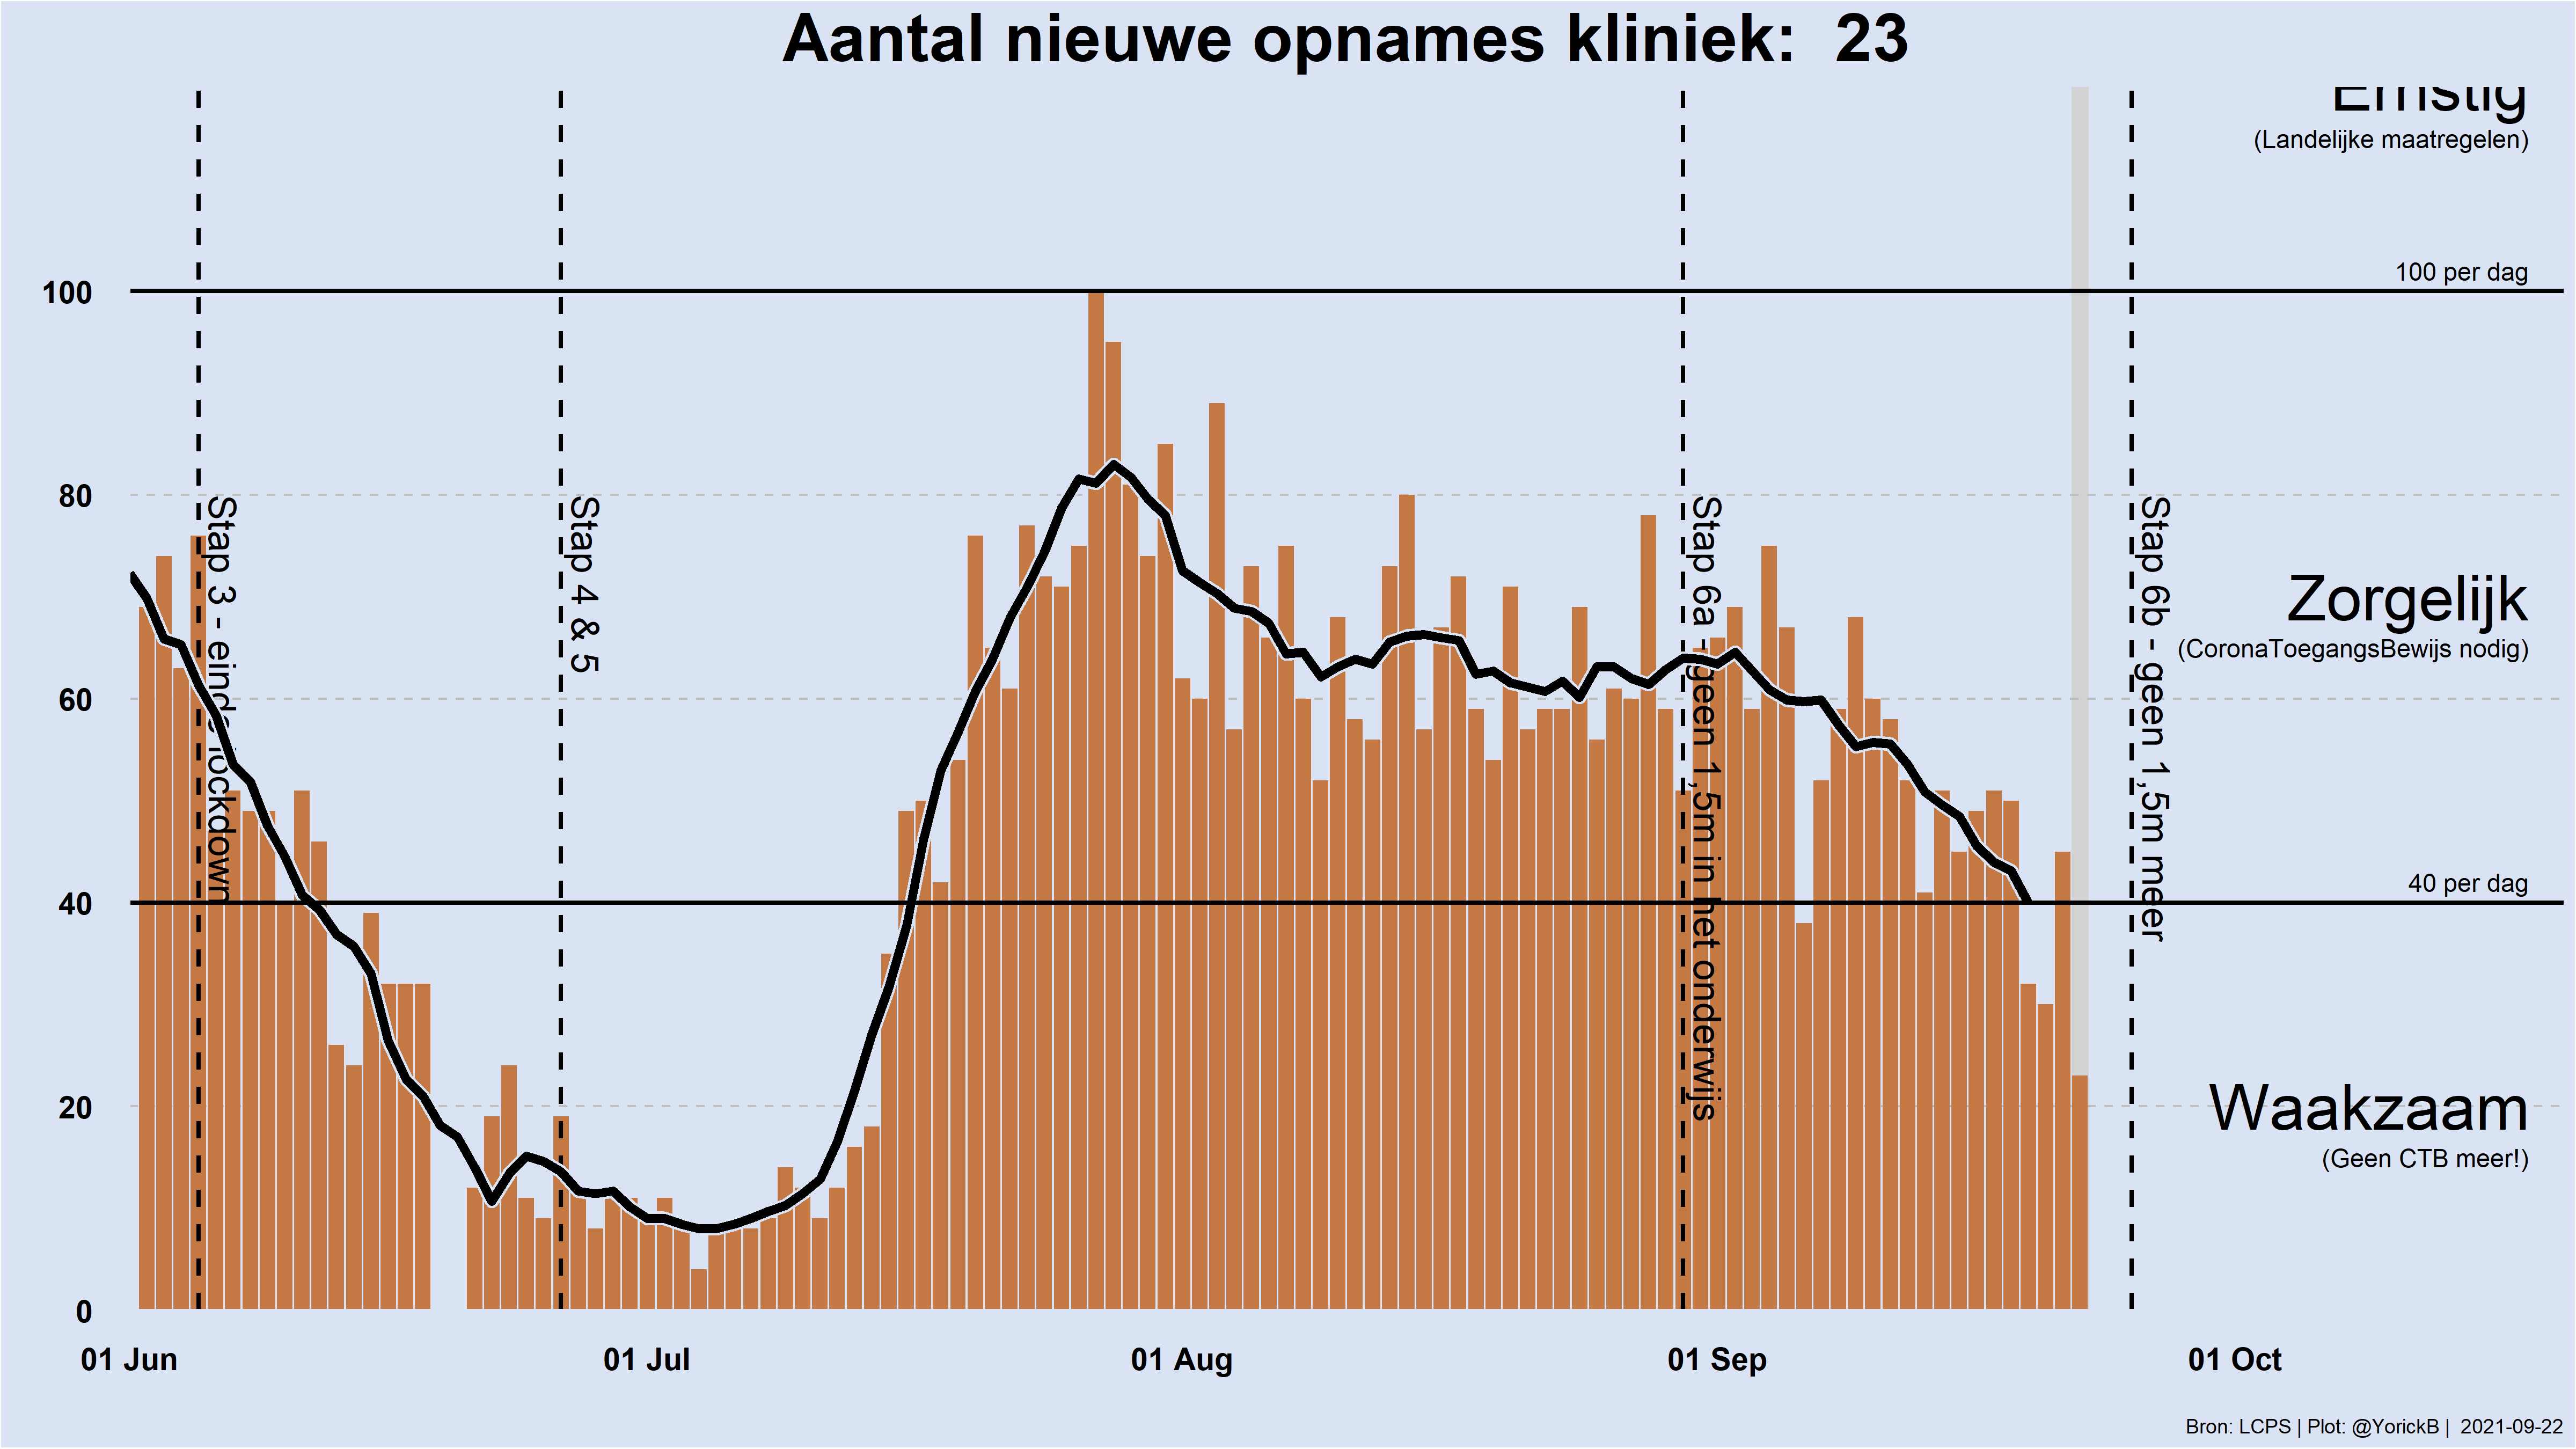 Aantal nieuwe opnames kliniek: 23
Ernstig
(Landelijke maatregelen)
100 per dag
100
80
60
40
20
0
Stap 3 - einde lockdown
Stap 4 & 5
Stap 6a - geen 1,5m in het onderwijs
Stap 6b - geen 1,5m meer
Zorgelijk
(CoronaToegangsBewijs nodig)
40 per dag
Waakzaam
(Geen CTB meer!)
01 Jun
01 Jul
01 Aug
01 Sep
01 Oct
Bron: LCPS | Plot: @YorickB | 2021-09-22